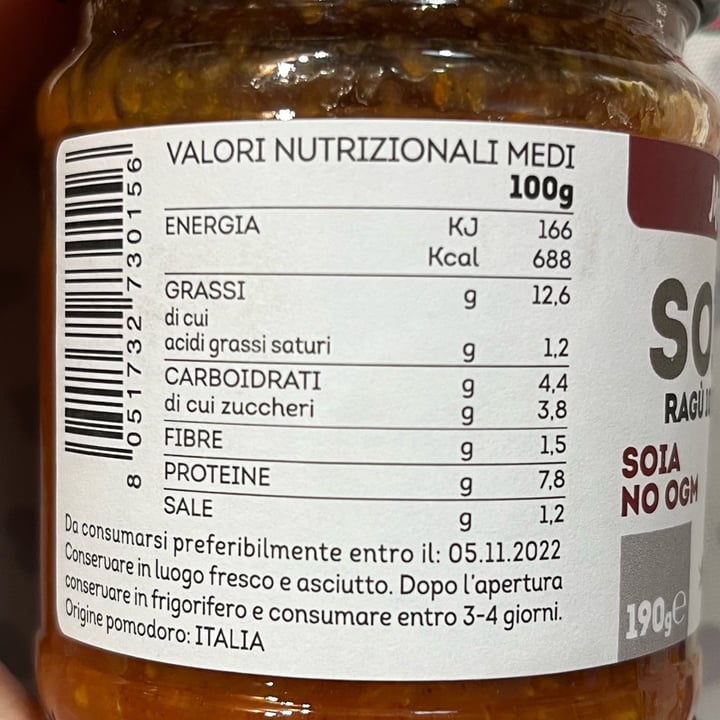 VALORI NUTRIZIONALI MEDI
100g
ENERGIA KJ 166
Kcal 688
GRASSI g 12,6
di cui
acidi grassi saturi g 1,2
CARBOIDRATI g 4,4
di cui zuccheri g 3,8
FIBRE g 1,5
PROTEINE g 7,8
SALE g 1,2
Da consumarsi preferibilmente entro il: 05.11.2022
Conservare in luogo fresco e asciutto. Dopo l'apertura
conservare in frigorifero e consumare entro 3-4 giorni.
Origine pomodoro: ITALIA
8 051732 730156
SO
RAGÙ
SOIA
NO OGM
190g e